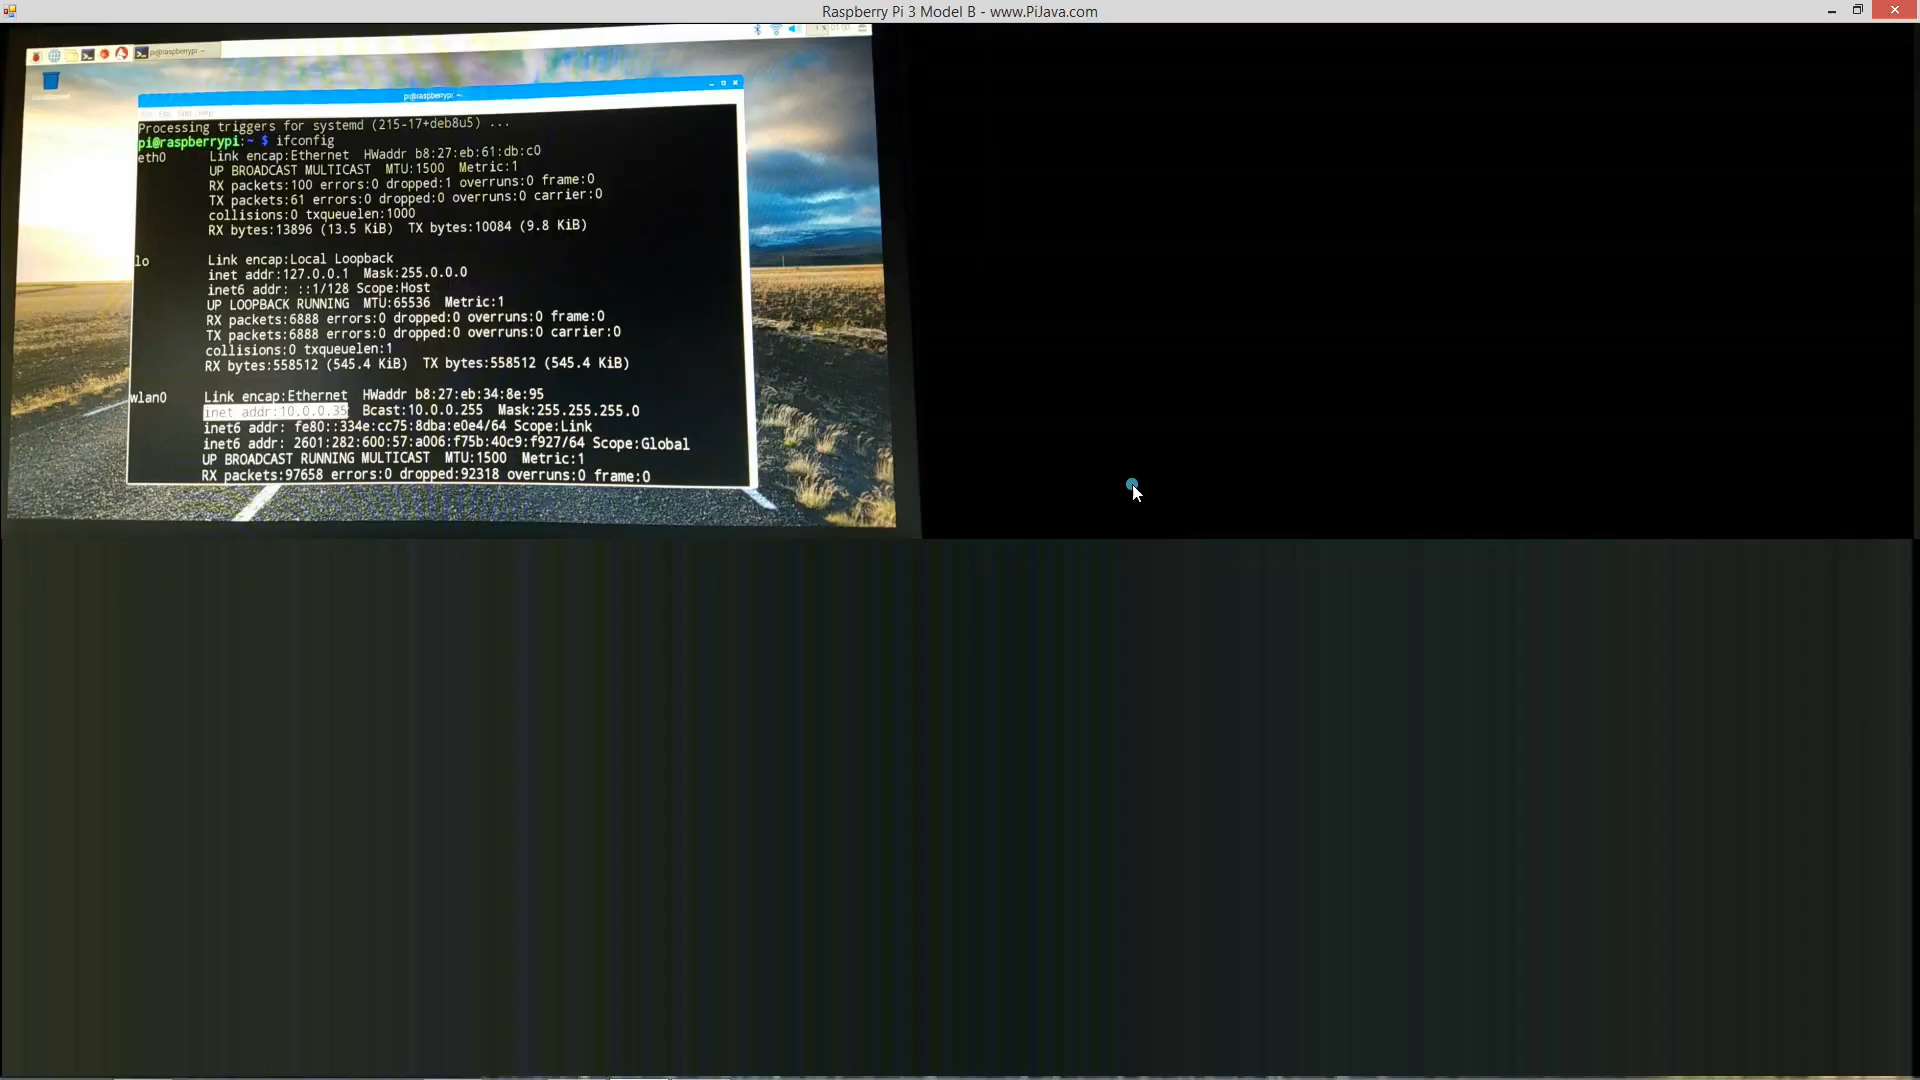 Raspberry Pi 3 Model B - www.PiJava.com
pi@raspberrypi: ~
pi@raspberrypi: ~
Processing triggers for systemd (215-17+deb8u5) ...
pi@raspberrypi:~ $ ifconfig
eth0 Link encap:Ethernet HWaddr b8:27:eb:61:db:c0
UP BROADCAST MULTICAST MTU:1500 Metric:1
RX packets:100 errors:0 dropped:1 overruns:0 frame:0
TX packets:61 errors:0 dropped:0 overruns:0 carrier:0
collisions:0 txqueuelen:1000
RX bytes:13896 (13.5 KiB) TX bytes:10084 (9.8 KiB)
lo Link encap:Local Loopback
inet addr:127.0.0.1 Mask:255.0.0.0
inet6 addr: ::1/128 Scope:Host
UP LOOPBACK RUNNING MTU:65536 Metric:1
RX packets:6888 errors:0 dropped:0 overruns:0 frame:0
TX packets:6888 errors:0 dropped:0 overruns:0 carrier:0
collisions:0 txqueuelen:1
RX bytes:558512 (545.4 KiB) TX bytes:558512 (545.4 KiB)
wlan0 Link encap:Ethernet HWaddr b8:27:eb:34:8e:95
inet addr:10.0.0.35 Bcast:10.0.0.255 Mask:255.255.255.0
inet6 addr: fe80::334e:cc75:8dba:e0e4/64 Scope:Link
inet6 addr: 2601:282:600:57:a006:f75b:40c9:f927/64 Scope:Global
UP BROADCAST RUNNING MULTICAST MTU:1500 Metric:1
RX packets:97658 errors:0 dropped:92318 overruns:0 frame:0